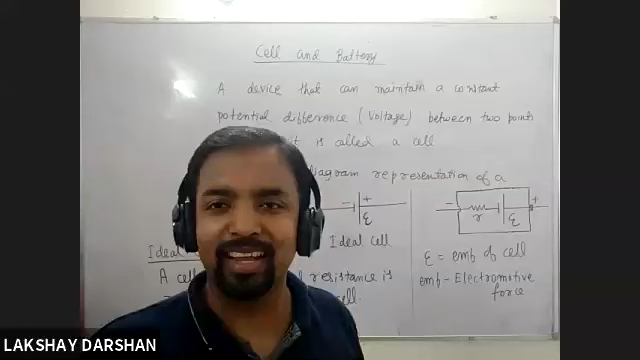 Cell and Battery
A device that can maintain a constant
potential difference (Voltage) between two points
is called a cell
diagram representation of a
- + ε
Ideal cell
- r ε +
ε = emf of cell
emf - Electromotive
force
Ideal
A cell resistance is
cell.
LAKSHAY DARSHAN